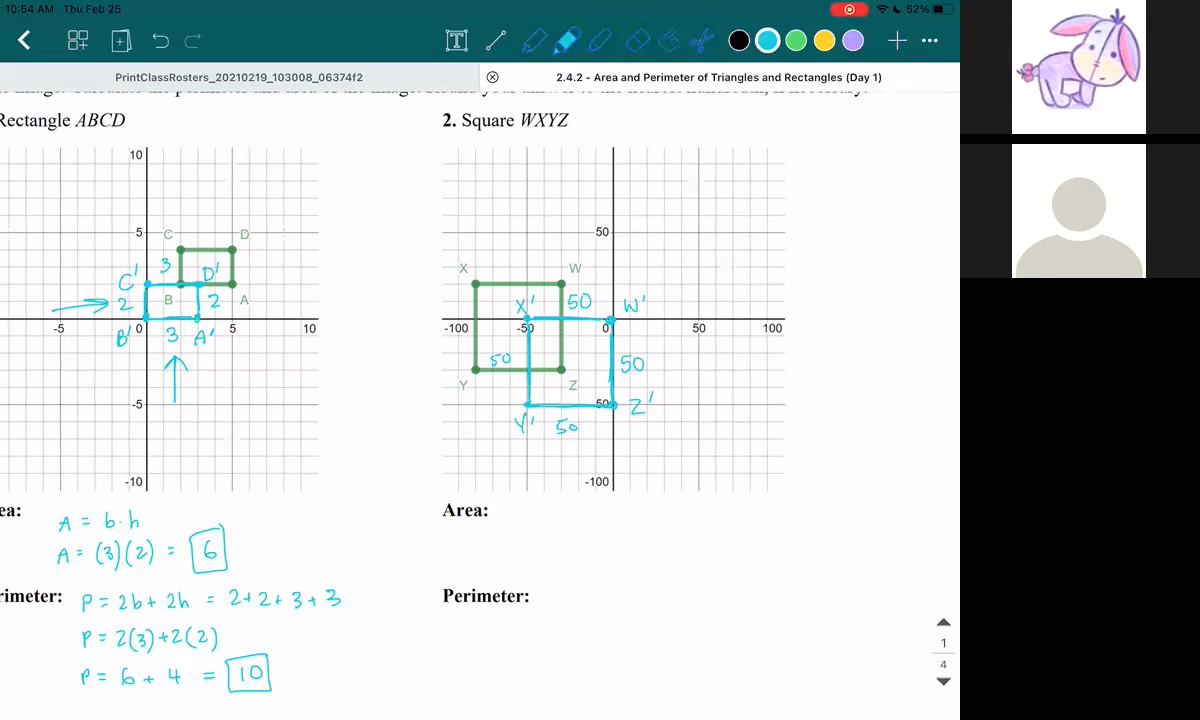 10:54 AM Thu Feb 25
52%
PrintClassRosters_20210219_103008_06374f2
2.4.2 - Area and Perimeter of Triangles and Rectangles (Day 1)
Rectangle ABCD
10
5
C
D
3
C'
D'
2
B
2
A
-5
0
5
10
B'
3
A'
-5
-10
ea:
A = b·h
A = (3)(2) = 6
rimeter:
P = 2b + 2h = 2+2+3+3
P = 2(3)+2(2)
P = 6 + 4 = 10
2. Square WXYZ
50
X
W
X'
50
W'
-100
-50
0
50
100
50
50
Y
Z
50
Z'
Y'
50
-100
Area:
Perimeter:
1
4